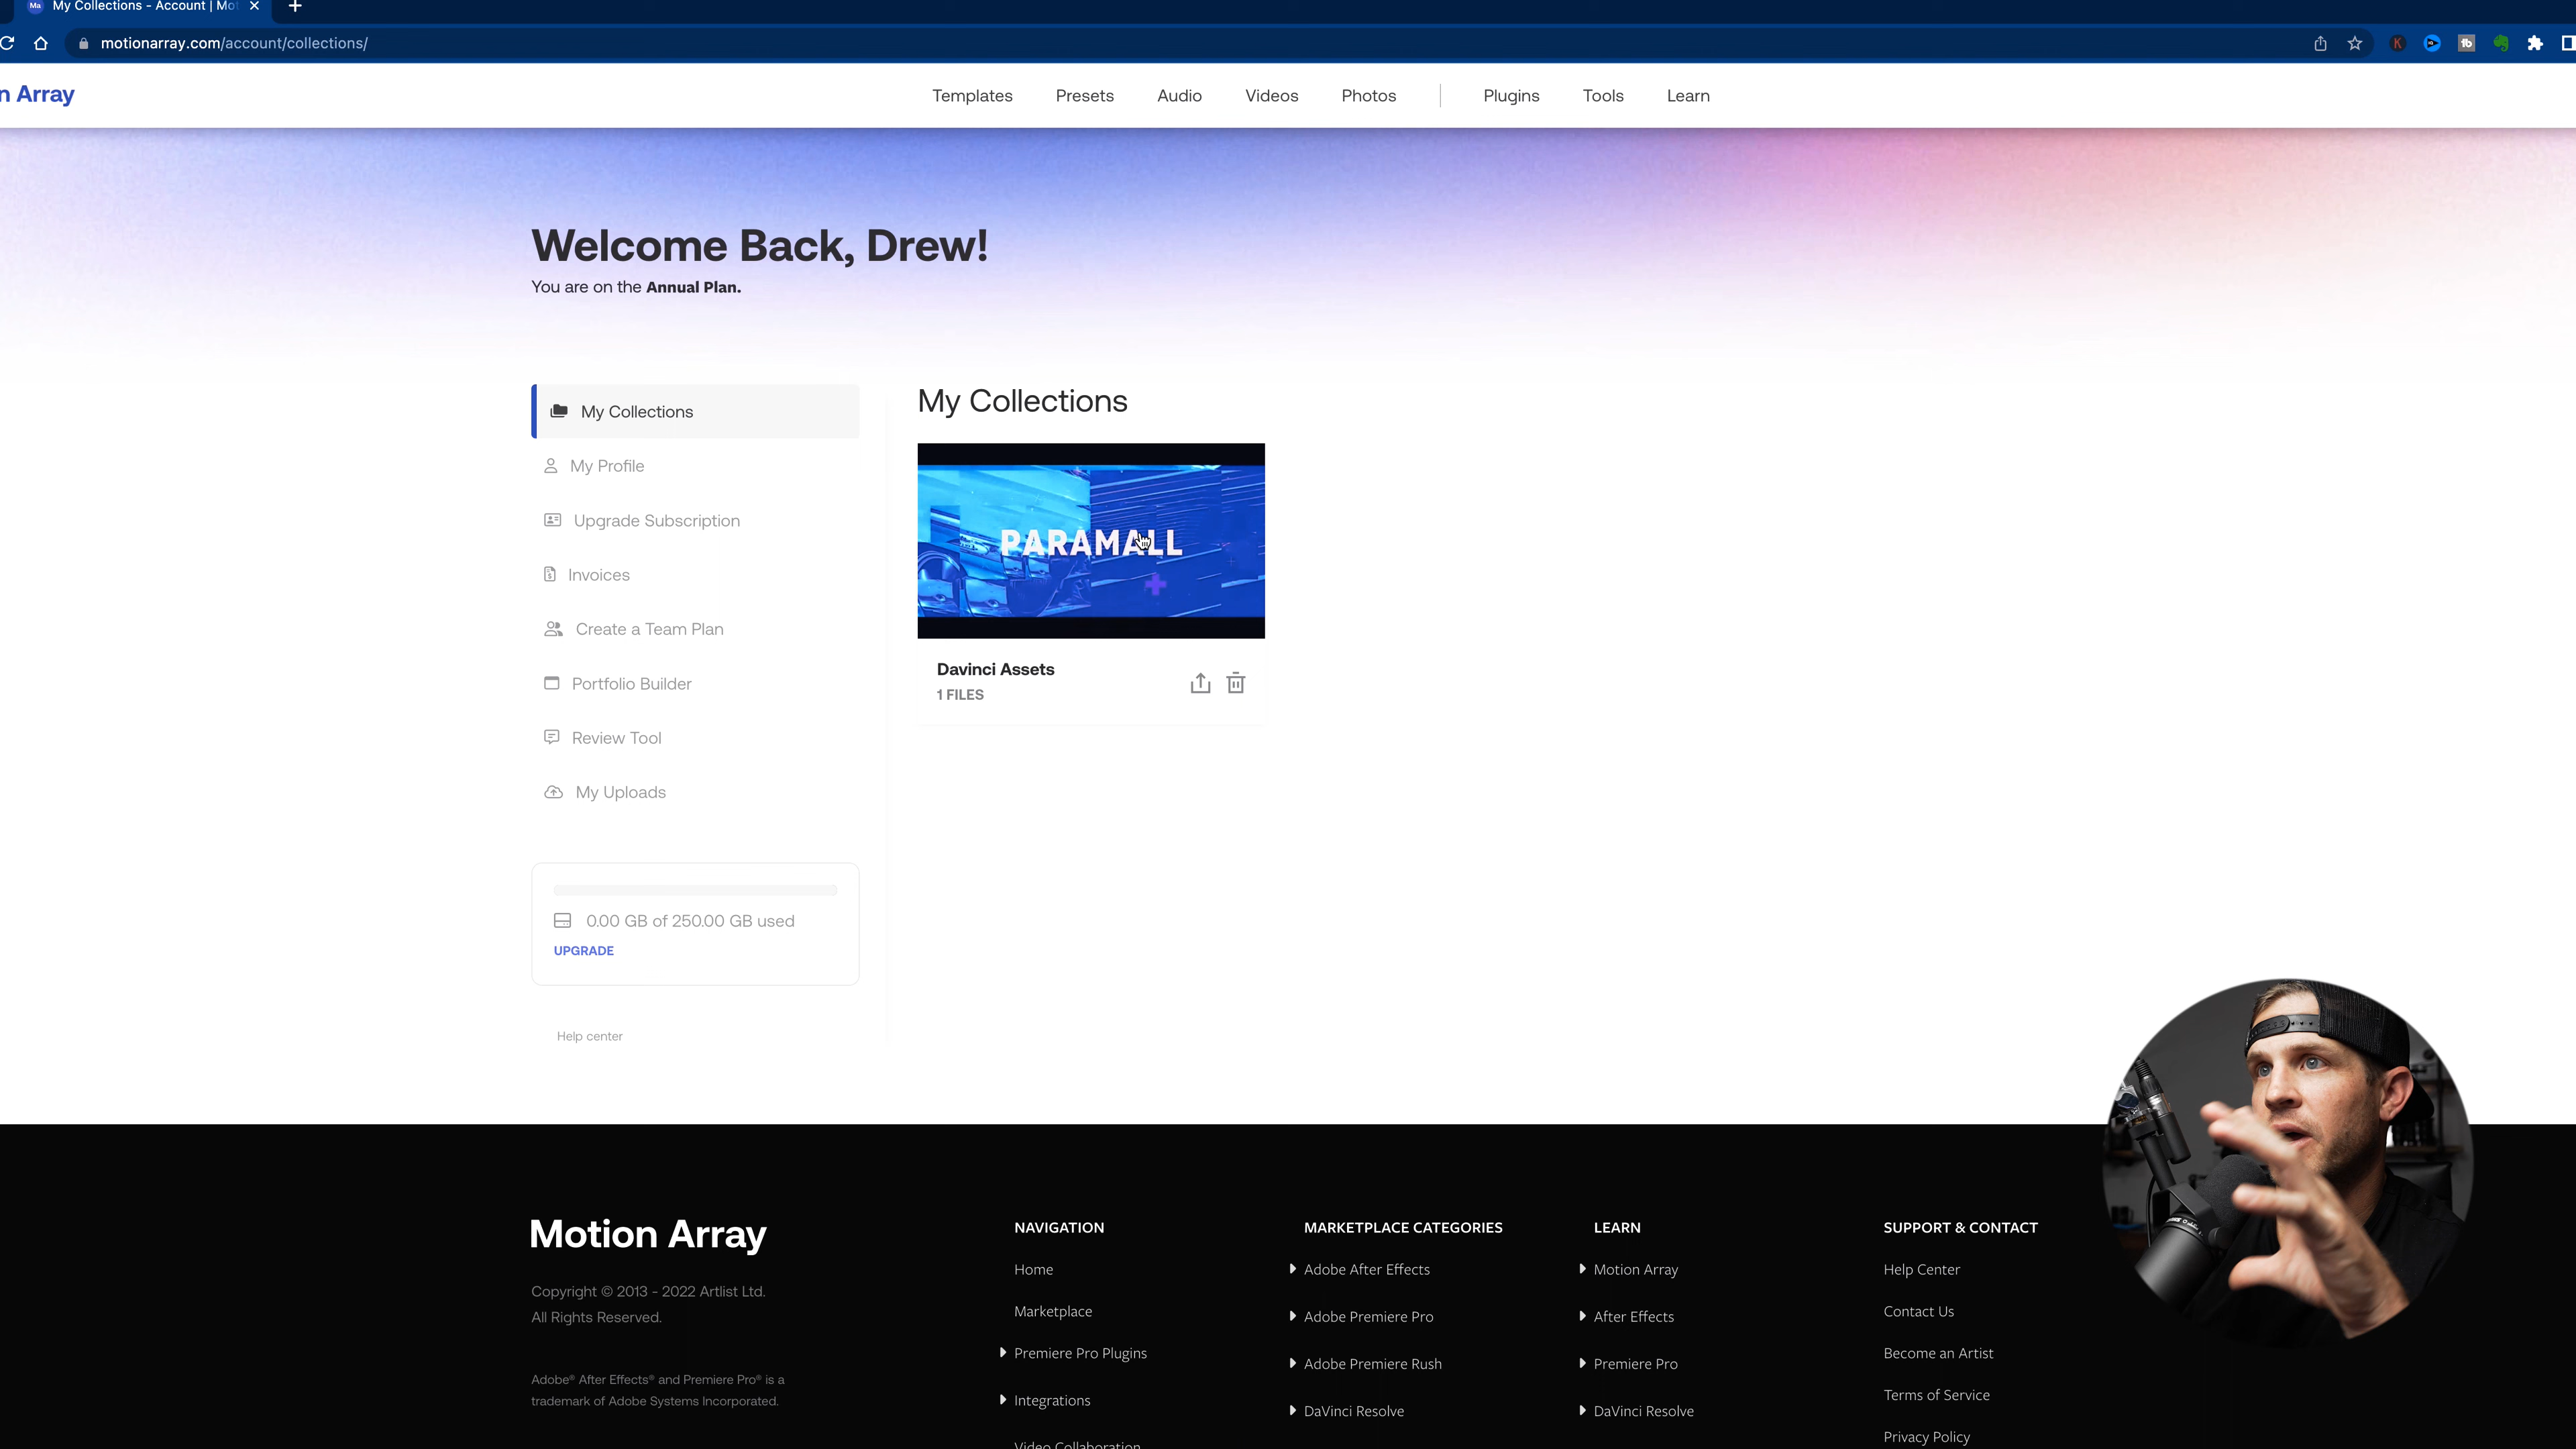 Ma My Collections - Account | Mot
motionarray.com/account/collections/
K
n Array
Templates Presets Audio Videos Photos Plugins Tools Learn
Welcome Back, Drew!
You are on the Annual Plan.
My Collections
My Profile
Upgrade Subscription
Invoices
Create a Team Plan
Portfolio Builder
Review Tool
My Uploads
0.00 GB of 250.00 GB used
UPGRADE
Help center
My Collections
PARAMALL
Davinci Assets
1 FILES
Motion Array
Copyright © 2013 - 2022 Artlist Ltd.
All Rights Reserved.
Adobe® After Effects® and Premiere Pro® is a
trademark of Adobe Systems Incorporated.
NAVIGATION
Home
Marketplace
Premiere Pro Plugins
Integrations
Video Collaboration
MARKETPLACE CATEGORIES
Adobe After Effects
Adobe Premiere Pro
Adobe Premiere Rush
DaVinci Resolve
LEARN
Motion Array
After Effects
Premiere Pro
DaVinci Resolve
SUPPORT & CONTACT
Help Center
Contact Us
Become an Artist
Terms of Service
Privacy Policy